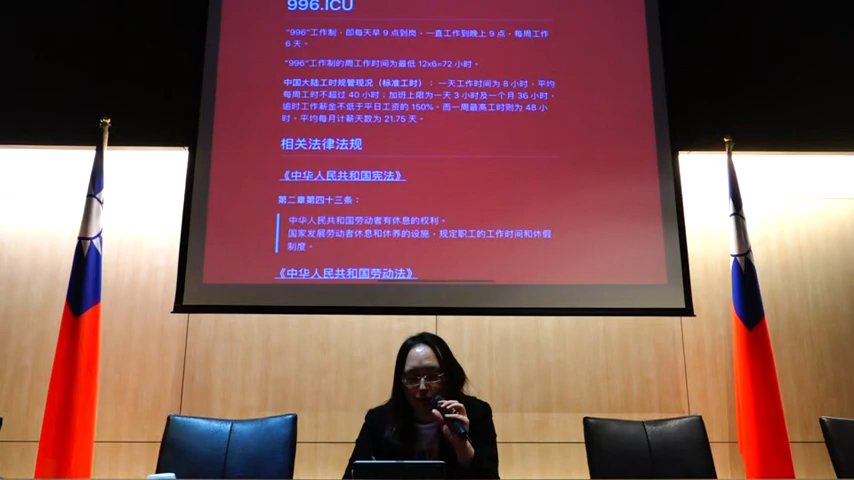 996.ICU
"996"工作制，即每天早 9 点到岗，一直工作到晚上 9 点，每周工作
6 天。
"996"工作制的周工作时间为最低 12x6=72 小时。
中国大陆工时规管现况（标准工时）： 一天工作时间为 8 小时，平均
每周工时不超过 40 小时；加班上限为一天 3 小时及一个月 36 小时，
逾时工作薪金不低于平日工资的 150%。而一周最高工时则为 48 小
时。平均每月计薪天数为 21.75 天。
相关法律法规
《中华人民共和国宪法》
第二章第四十三条：
中华人民共和国劳动者有休息的权利。
国家发展劳动者休息和休养的设施，规定职工的工作时间和休假
制度。
《中华人民共和国劳动法》